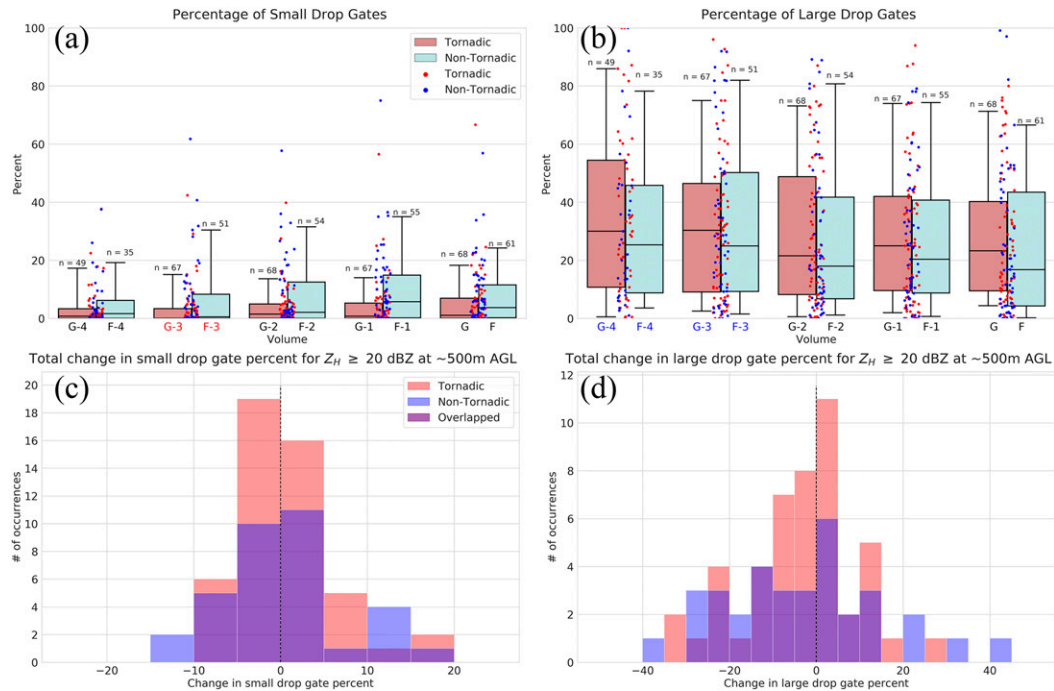 Percentage of Small Drop Gates
(a)
Tornadic
Non-Tornadic
Tornadic
Non-Tornadic
100
80
60
40
20
0
Percent
n = 49
n = 35
n = 67
n = 51
n = 68
n = 54
n = 67
n = 55
n = 68
n = 61
G-4 F-4 G-3 F-3 G-2 F-2 G-1 F-1 G F
Volume
Percentage of Large Drop Gates
(b)
100
80
60
40
20
0
Percent
n = 49
n = 35
n = 67
n = 51
n = 68
n = 54
n = 67
n = 55
n = 68
n = 61
G-4 F-4 G-3 F-3 G-2 F-2 G-1 F-1 G F
Volume
Total change in small drop gate percent for Z_H ≥ 20 dBZ at ~500m AGL
(c)
Tornadic
Non-Tornadic
Overlapped
20
18
16
14
12
10
8
6
4
2
0
# of occurrences
−20 −10 0 10 20
Change in small drop gate percent
Total change in large drop gate percent for Z_H ≥ 20 dBZ at ~500m AGL
(d)
12
10
8
6
4
2
0
# of occurrences
−40 −20 0 20 40
Change in large drop gate percent